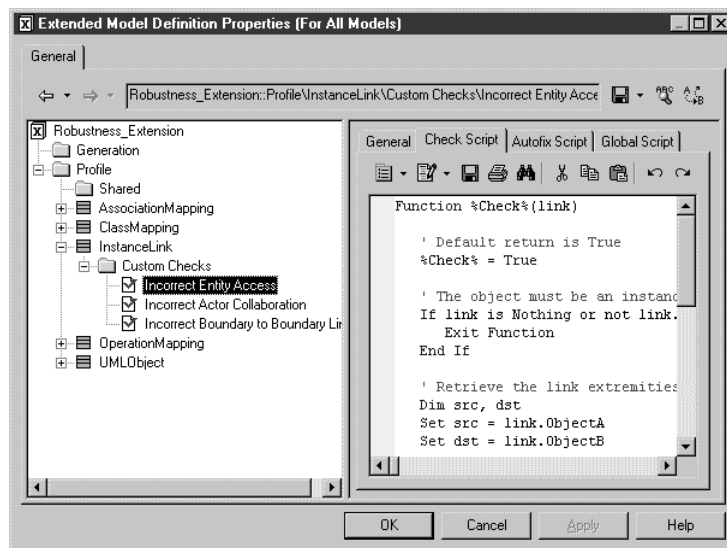 Extended Model Definition Properties (For All Models)
General
Robustness_Extension::Profile\InstanceLink\Custom Checks\Incorrect Entity Acce
Robustness_Extension
Generation
Profile
Shared
AssociationMapping
ClassMapping
InstanceLink
Custom Checks
Incorrect Entity Access
Incorrect Actor Collaboration
Incorrect Boundary to Boundary Lir
OperationMapping
UMLObject
General Check Script Autofix Script Global Script
Function %Check%(link)
' Default return is True
%Check% = True
' The object must be an instanc
If link is Nothing or not link.
Exit Function
End If
' Retrieve the link extremities
Dim src, dst
Set src = link.ObjectA
Set dst = link.ObjectB
OK Cancel Apply Help